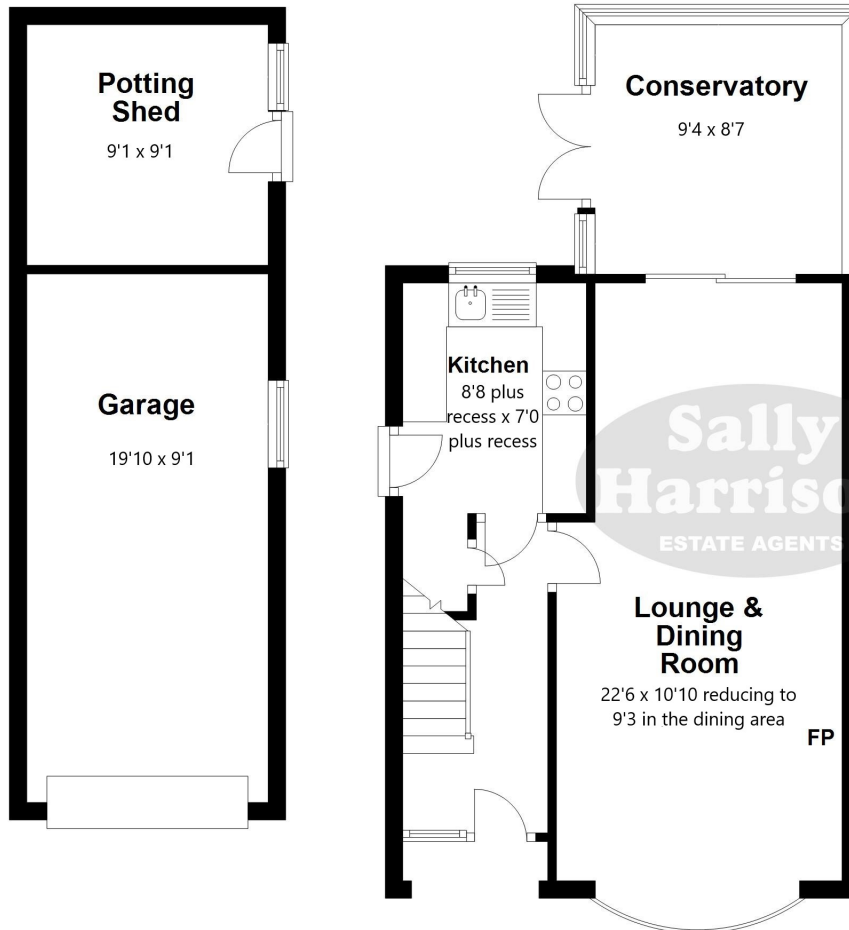 Potting
Shed
9'1 x 9'1
Conservatory
9'4 x 8'7
Kitchen
8'8 plus
recess x 7'0
plus recess
Garage
19'10 x 9'1
Sally
Harriso
ESTATE AGENTS
Lounge &
Dining
Room
22'6 x 10'10 reducing to
9'3 in the dining area
FP